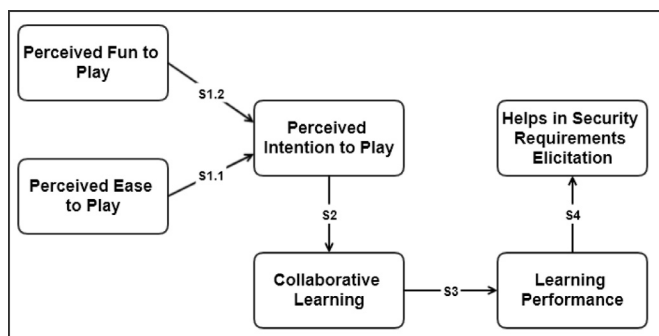 Perceived Fun to
Play
S1.2
Perceived Ease
to Play
S1.1
Perceived
Intention to Play
S2
Collaborative
Learning
S3
Learning
Performance
S4
Helps in Security
Requirements
Elicitation